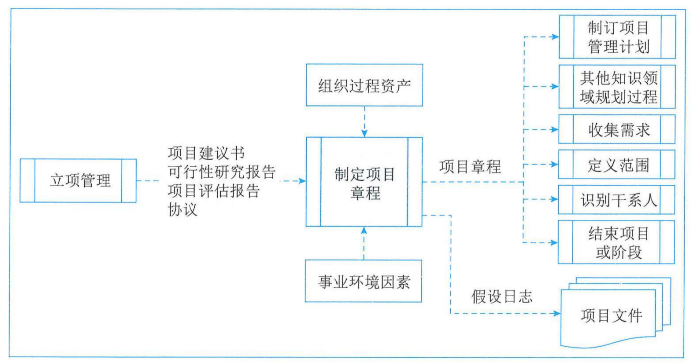 组织过程资产
立项管理
项目建议书
可行性研究报告
项目评估报告
协议
制定项目
章程
事业环境因素
项目章程
假设日志
制订项目
管理计划
其他知识领
域规划过程
收集需求
定义范围
识别干系人
结束项目
或阶段
项目文件